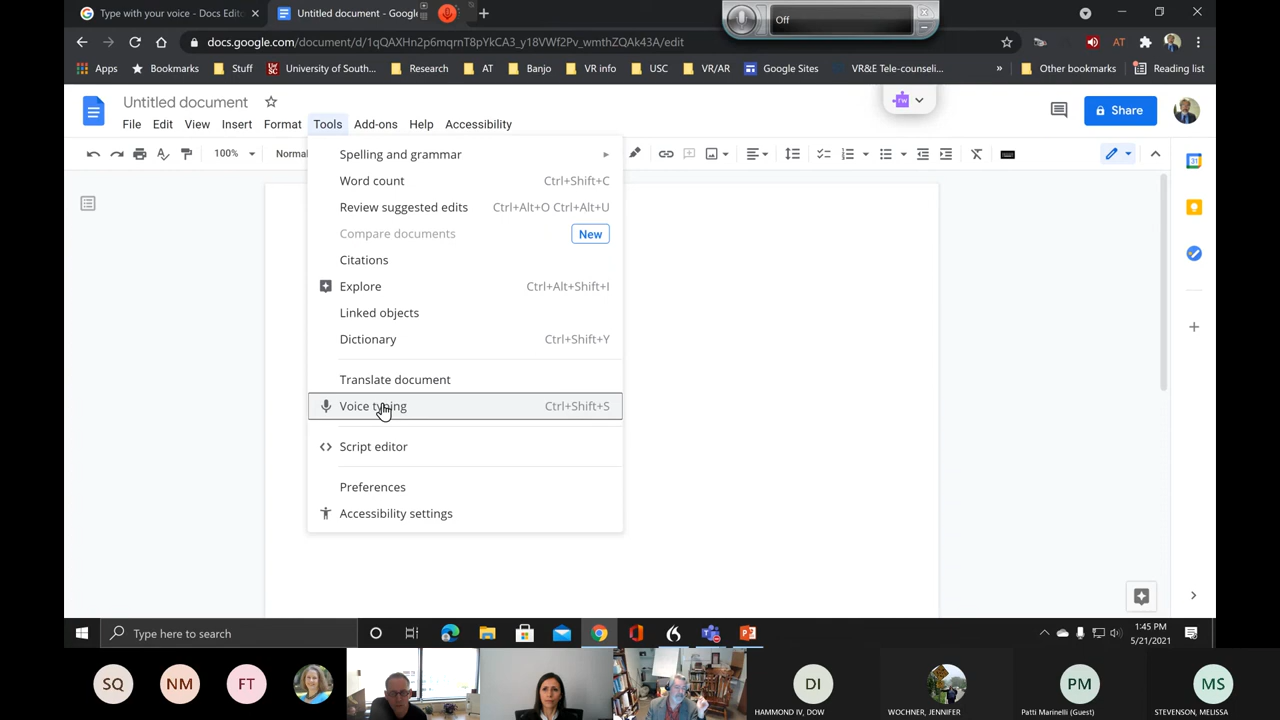 Type with your voice - Docs Edit
Untitled document - Google
Off
docs.google.com/document/d/1qQAXHn2p6mqrnT8pYkCA3_y18VWf2Pv_wmthZQAk43A/edit
AT
Apps
Bookmarks
Stuff
University of South...
Research
AT
Banjo
VR info
USC
VR/AR
Google Sites
VR&E Tele-counseli...
»
Other bookmarks
Reading list
Untitled document
rw
Share
File Edit View Insert Format Tools Add-ons Help Accessibility
100%
Normal
Spelling and grammar
Word count Ctrl+Shift+C
Review suggested edits Ctrl+Alt+O Ctrl+Alt+U
Compare documents New
Citations
Explore Ctrl+Alt+Shift+I
Linked objects
Dictionary Ctrl+Shift+Y
Translate document
Voice typing Ctrl+Shift+S
Script editor
Preferences
Accessibility settings
Type here to search
1:45 PM
5/21/2021
SQ
NM
FT
DI
HAMMOND IV, DOW
WOCHNER, JENNIFER
PM
Patti Marinelli (Guest)
MS
STEVENSON, MELISSA